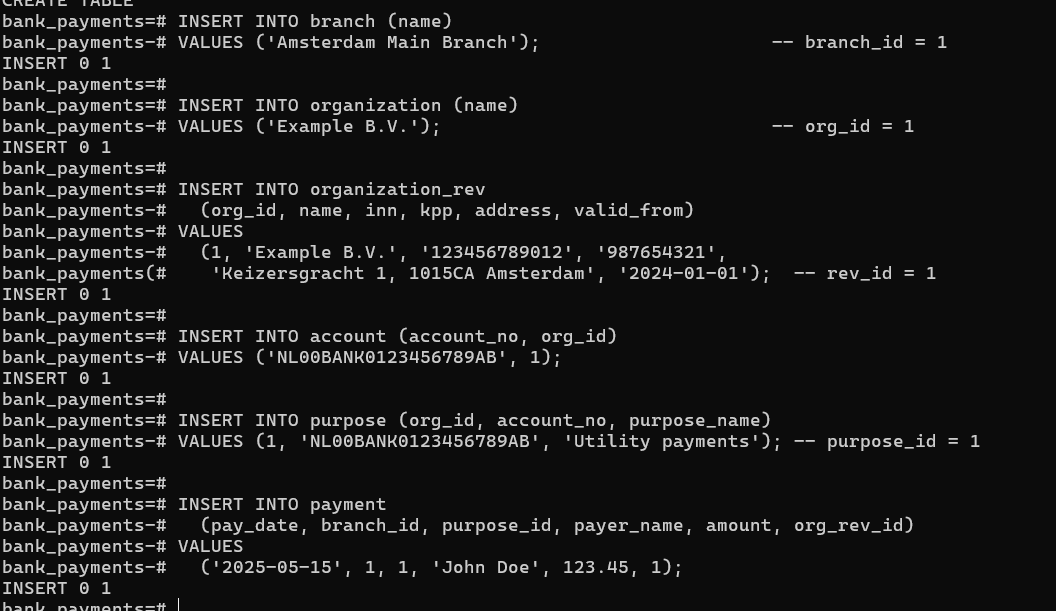 CREATE TABLE
bank_payments=# INSERT INTO branch (name)
bank_payments-# VALUES ('Amsterdam Main Branch');                     -- branch_id = 1
INSERT 0 1
bank_payments=#
bank_payments=# INSERT INTO organization (name)
bank_payments-# VALUES ('Example B.V.');                              -- org_id = 1
INSERT 0 1
bank_payments=#
bank_payments=# INSERT INTO organization_rev
bank_payments-#   (org_id, name, inn, kpp, address, valid_from)
bank_payments-# VALUES
bank_payments-#   (1, 'Example B.V.', '123456789012', '987654321',
bank_payments(#    'Keizersgracht 1, 1015CA Amsterdam', '2024-01-01');  -- rev_id = 1
INSERT 0 1
bank_payments=#
bank_payments=# INSERT INTO account (account_no, org_id)
bank_payments-# VALUES ('NL00BANK0123456789AB', 1);
INSERT 0 1
bank_payments=#
bank_payments=# INSERT INTO purpose (org_id, account_no, purpose_name)
bank_payments-# VALUES (1, 'NL00BANK0123456789AB', 'Utility payments'); -- purpose_id = 1
INSERT 0 1
bank_payments=#
bank_payments=# INSERT INTO payment
bank_payments-#   (pay_date, branch_id, purpose_id, payer_name, amount, org_rev_id)
bank_payments-# VALUES
bank_payments-#   ('2025-05-15', 1, 1, 'John Doe', 123.45, 1);
INSERT 0 1
bank_payments=#